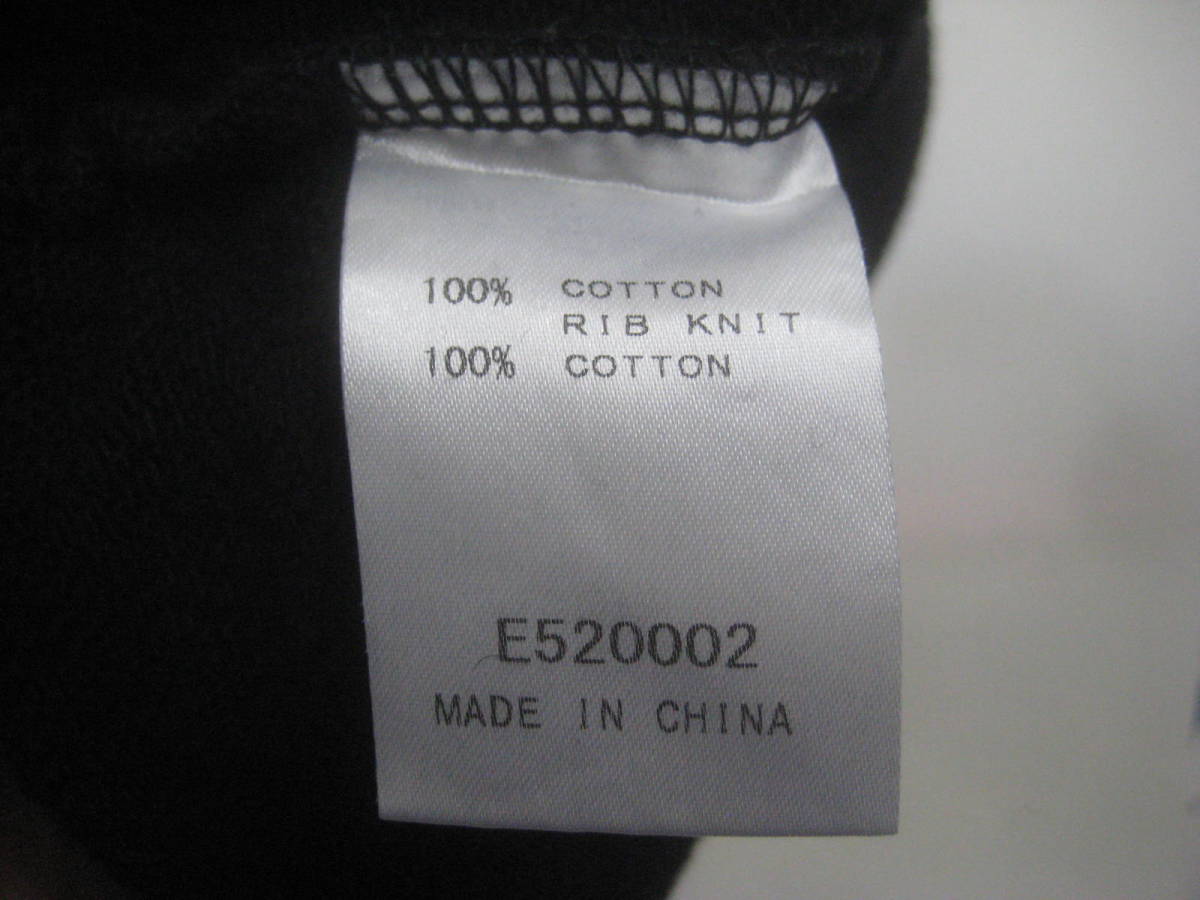 100% COTTON
RIB KNIT
100% COTTON
E520002
MADE IN CHINA